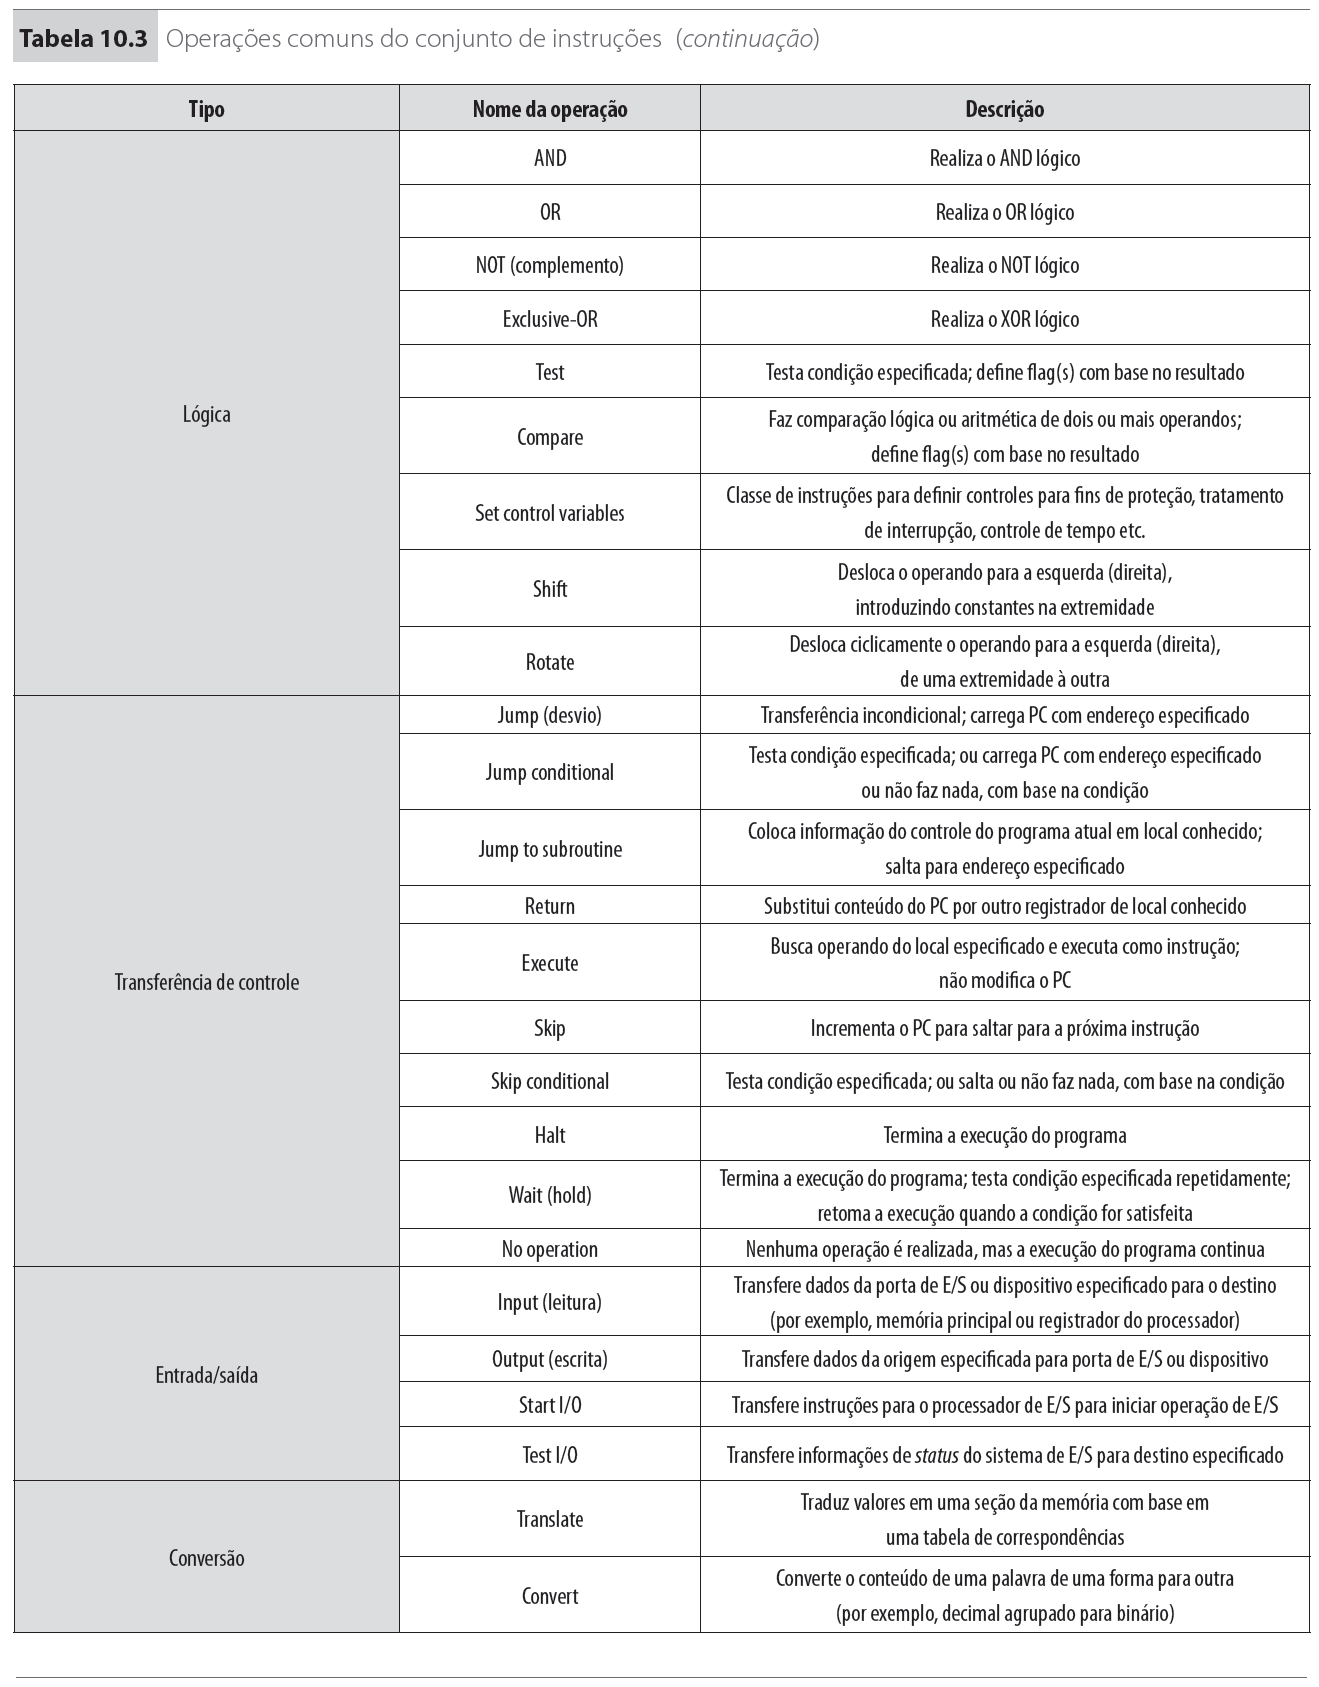 Tabela 10.3 Operações comuns do conjunto de instruções (continuação)
Tipo Nome da operação Descrição
Lógica
AND Realiza o AND lógico
OR Realiza o OR lógico
NOT (complemento) Realiza o NOT lógico
Exclusive-OR Realiza o XOR lógico
Test Testa condição especificada; define flag(s) com base no resultado
Compare Faz comparação lógica ou aritmética de dois ou mais operandos;
define flag(s) com base no resultado
Set control variables Classe de instruções para definir controles para fins de proteção, tratamento
de interrupção, controle de tempo etc.
Shift Desloca o operando para a esquerda (direita),
introduzindo constantes na extremidade
Rotate Desloca ciclicamente o operando para a esquerda (direita),
de uma extremidade à outra
Transferência de controle
Jump (desvio) Transferência incondicional; carrega PC com endereço especificado
Jump conditional Testa condição especificada; ou carrega PC com endereço especificado
ou não faz nada, com base na condição
Jump to subroutine Coloca informação do controle do programa atual em local conhecido;
salta para endereço especificado
Return Substitui conteúdo do PC por outro registrador de local conhecido
Execute Busca operando do local especificado e executa como instrução;
não modifica o PC
Skip Incrementa o PC para saltar para a próxima instrução
Skip conditional Testa condição especificada; ou salta ou não faz nada, com base na condição
Halt Termina a execução do programa
Wait (hold) Termina a execução do programa; testa condição especificada repetidamente;
retoma a execução quando a condição for satisfeita
No operation Nenhuma operação é realizada, mas a execução do programa continua
Entrada/saída
Input (leitura) Transfere dados da porta de E/S ou dispositivo especificado para o destino
(por exemplo, memória principal ou registrador do processador)
Output (escrita) Transfere dados da origem especificada para porta de E/S ou dispositivo
Start I/O Transfere instruções para o processador de E/S para iniciar operação de E/S
Test I/O Transfere informações de status do sistema de E/S para destino especificado
Conversão
Translate Traduz valores em uma seção da memória com base em
uma tabela de correspondências
Convert Converte o conteúdo de uma palavra de uma forma para outra
(por exemplo, decimal agrupado para binário)